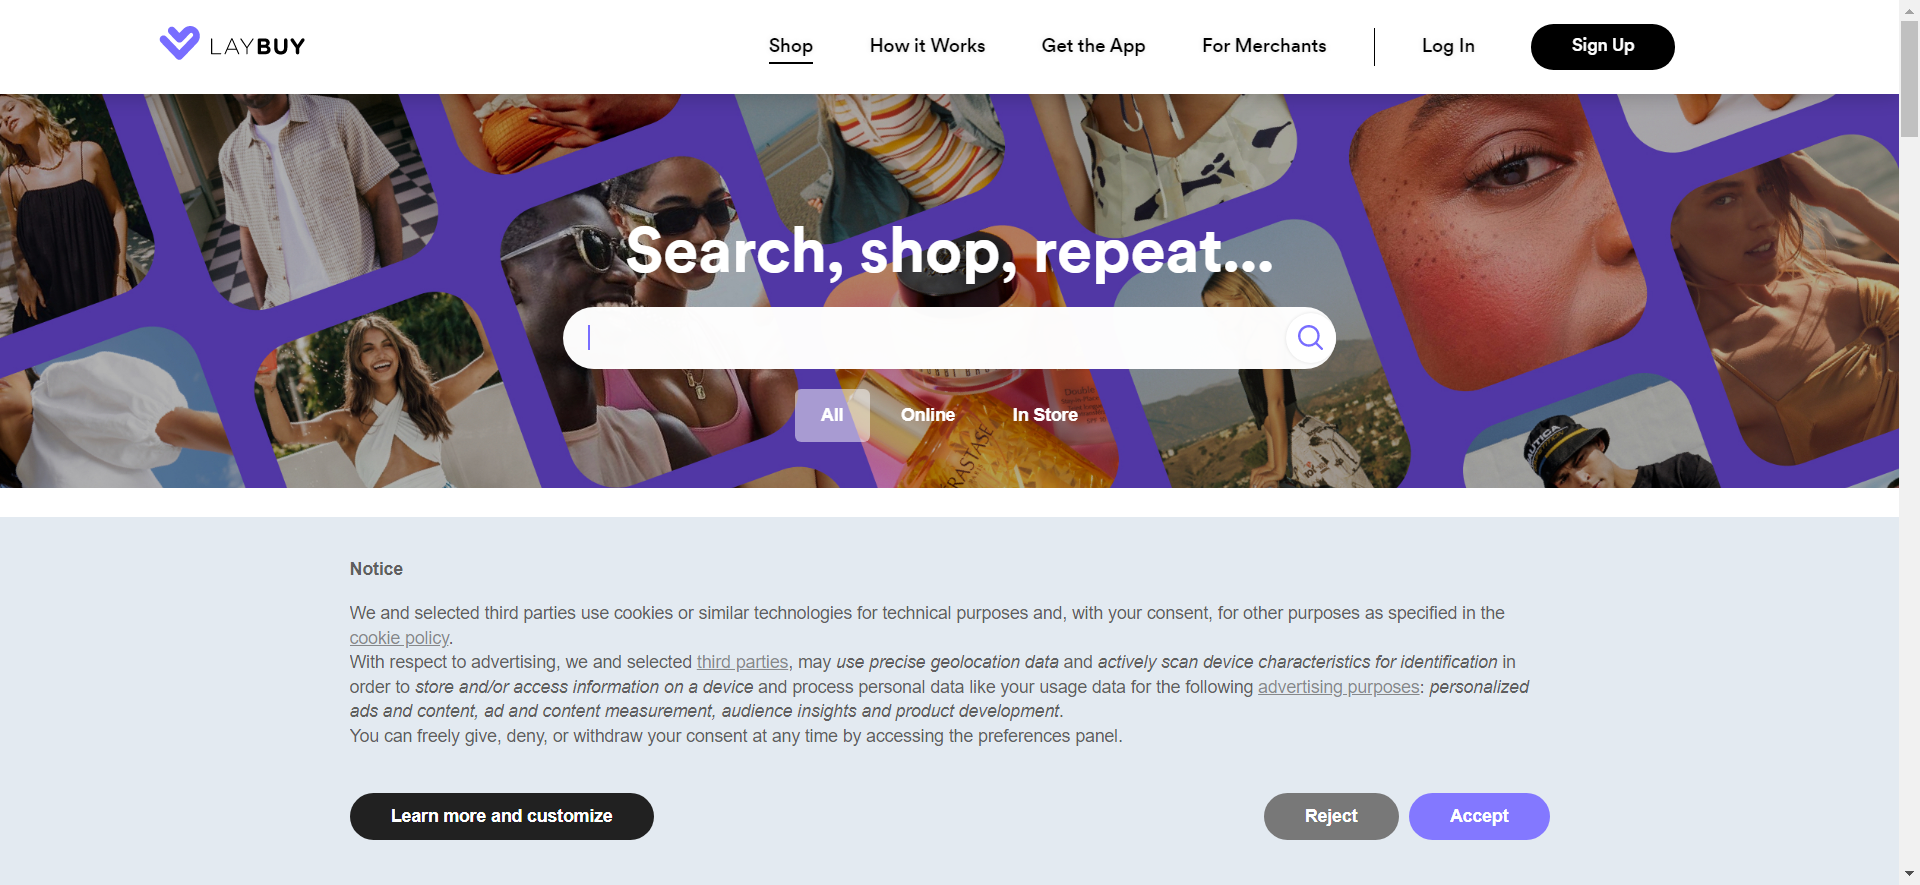 LAYBUY
Shop
How it Works
Get the App
For Merchants
Log In
Sign Up
Search, shop, repeat...
All
Online
In Store
NAUTICA
Double
RASTASE
Notice
We and selected third parties use cookies or similar technologies for technical purposes and, with your consent, for other purposes as specified in the
cookie policy.
With respect to advertising, we and selected third parties, may use precise geolocation data and actively scan device characteristics for identification in
order to store and/or access information on a device and process personal data like your usage data for the following advertising purposes: personalized
ads and content, ad and content measurement, audience insights and product development.
You can freely give, deny, or withdraw your consent at any time by accessing the preferences panel.
Learn more and customize
Reject
Accept